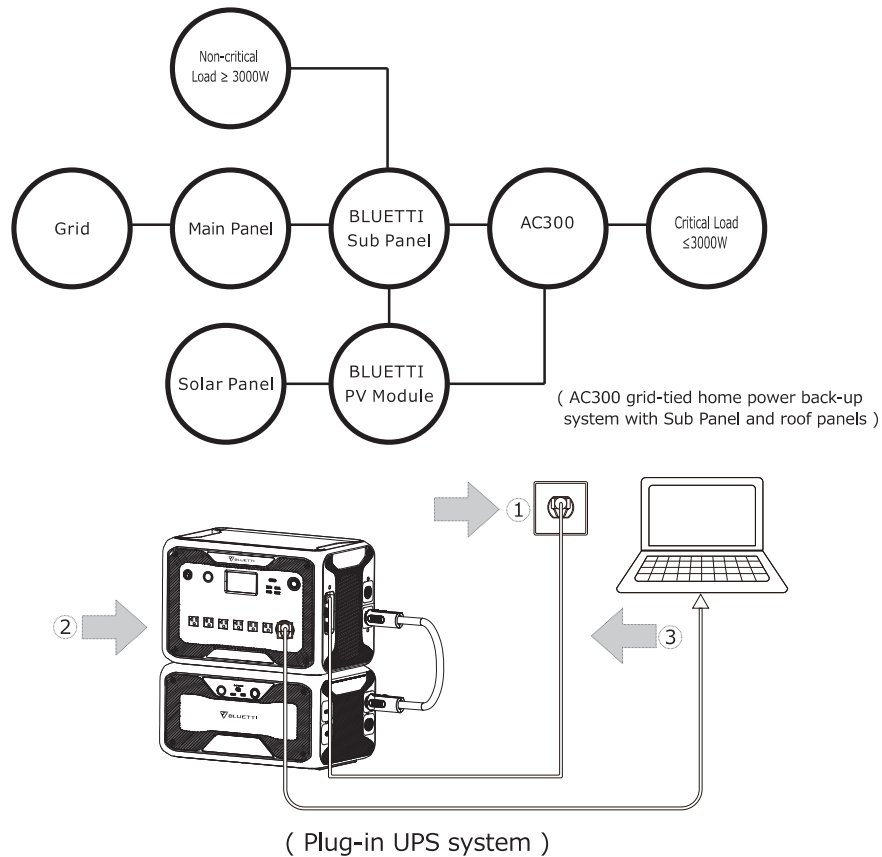 Non-critical
Load ≥ 3000W
Grid
Main Panel
BLUETTI
Sub Panel
AC300
Critical Load
≤3000W
Solar Panel
BLUETTI
PV Module
( AC300 grid-tied home power back-up
system with Sub Panel and roof panels )
1
BLUETTI
2
3
BLUETTI
( Plug-in UPS system )